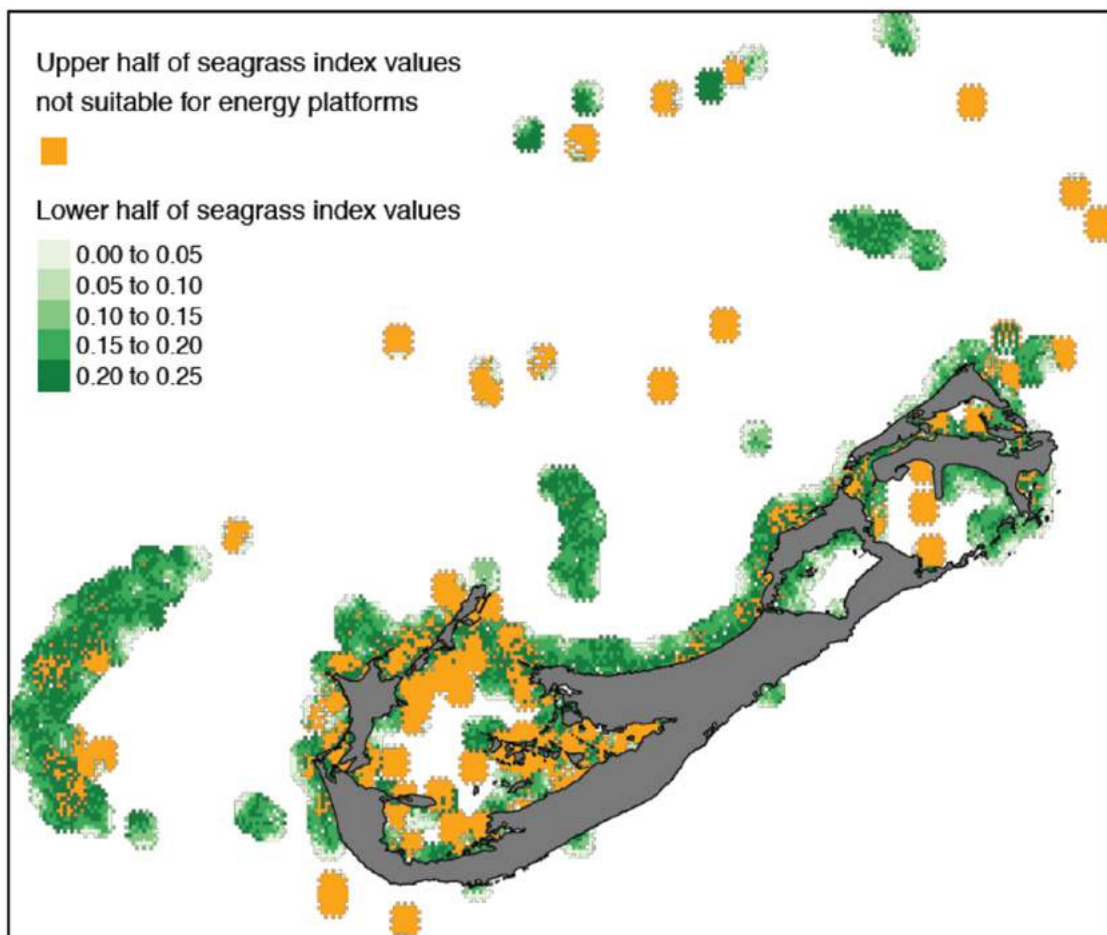 Upper half of seagrass index values
not suitable for energy platforms
Lower half of seagrass index values
0.00 to 0.05
0.05 to 0.10
0.10 to 0.15
0.15 to 0.20
0.20 to 0.25